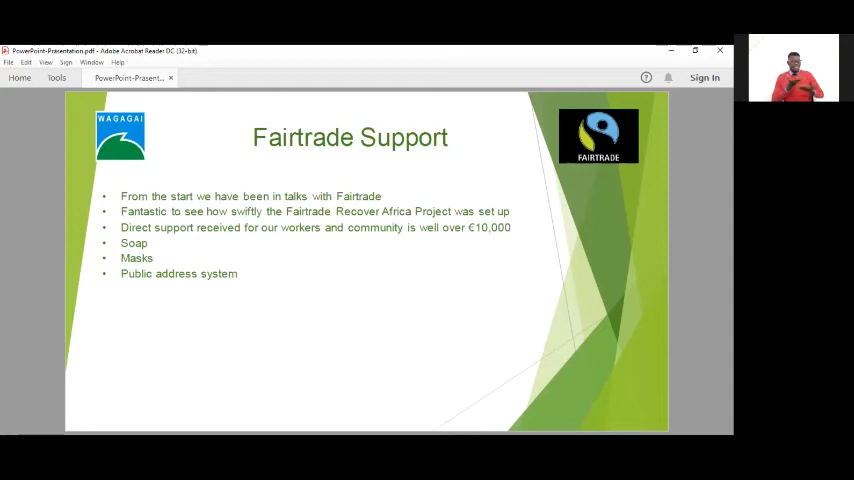 PowerPoint-Präsentation.pdf - Adobe Acrobat Reader DC (32-bit)
File Edit View Sign Window Help
Home Tools PowerPoint-Präsent... × Sign In
WAGAGAI
Fairtrade Support
FAIRTRADE
• From the start we have been in talks with Fairtrade
• Fantastic to see how swiftly the Fairtrade Recover Africa Project was set up
• Direct support received for our workers and community is well over €10,000
• Soap
• Masks
• Public address system